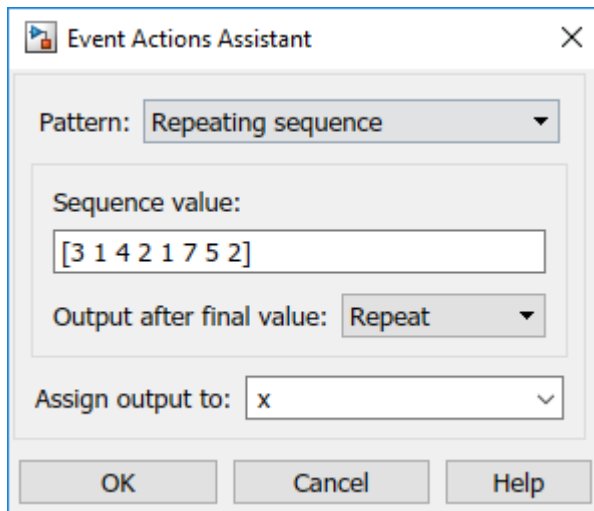 Event Actions Assistant
Pattern: Repeating sequence
Sequence value:
[3 1 4 2 1 7 5 2]
Output after final value: Repeat
Assign output to: x
OK Cancel Help